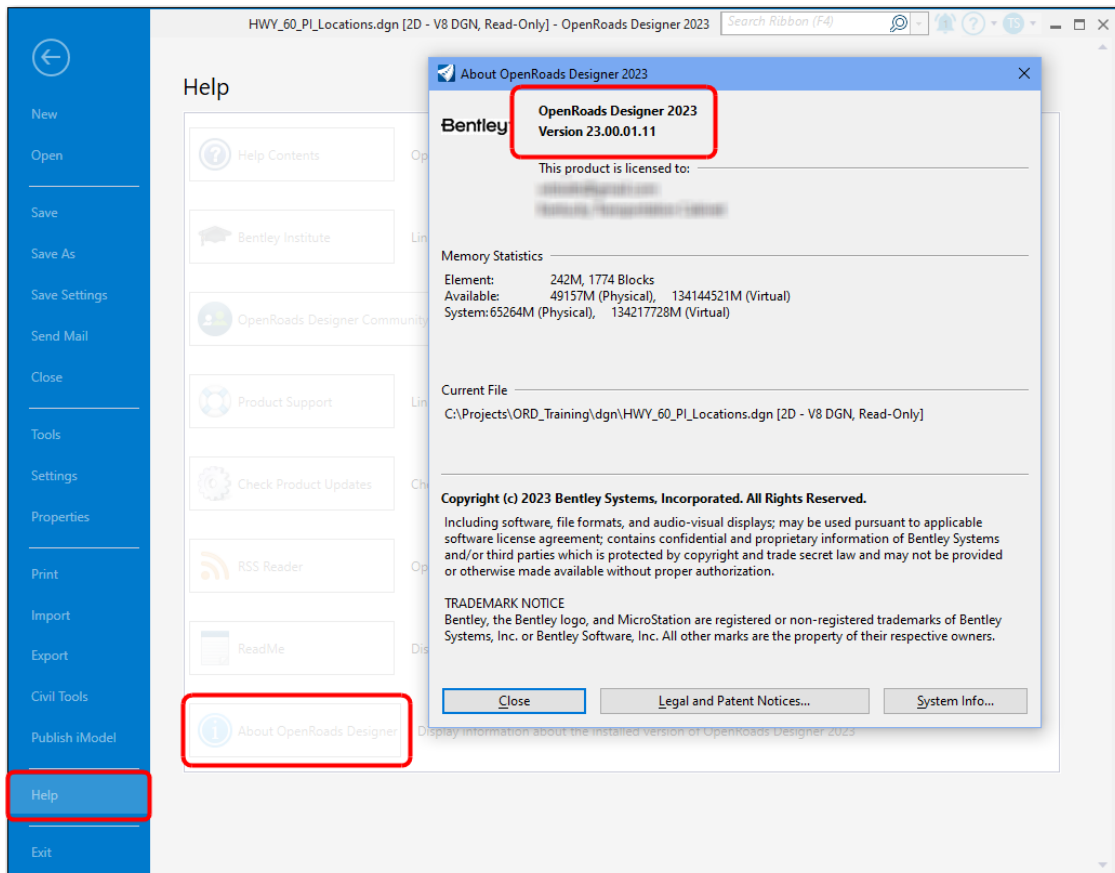 HWY_60_PI_Locations.dgn [2D - V8 DGN, Read-Only] - OpenRoads Designer 2023
Search Ribbon (F4)
1
?
TS
New
Open
Save
Save As
Save Settings
Send Mail
Close
Tools
Settings
Properties
Print
Import
Export
Civil Tools
Publish iModel
Help
Exit
Help
Help Contents
Op
Bentley Institute
Lin
OpenRoads Designer Community
Product Support
Lin
Check Product Updates
Che
RSS Reader
Op
ReadMe
Dis
About OpenRoads Designer
Display information about the installed version of OpenRoads Designer 2023
About OpenRoads Designer 2023
Bentley
OpenRoads Designer 2023
Version 23.00.01.11
This product is licensed to:
Memory Statistics
Element: 242M, 1774 Blocks
Available: 49157M (Physical), 134144521M (Virtual)
System:65264M (Physical), 134217728M (Virtual)
Current File
C:\Projects\ORD_Training\dgn\HWY_60_PI_Locations.dgn [2D - V8 DGN, Read-Only]
Copyright (c) 2023 Bentley Systems, Incorporated. All Rights Reserved.
Including software, file formats, and audio-visual displays; may be used pursuant to applicable
software license agreement; contains confidential and proprietary information of Bentley Systems
and/or third parties which is protected by copyright and trade secret law and may not be provided
or otherwise made available without proper authorization.
TRADEMARK NOTICE
Bentley, the Bentley logo, and MicroStation are registered or non-registered trademarks of Bentley
Systems, Inc. or Bentley Software, Inc. All other marks are the property of their respective owners.
Close
Legal and Patent Notices...
System Info...